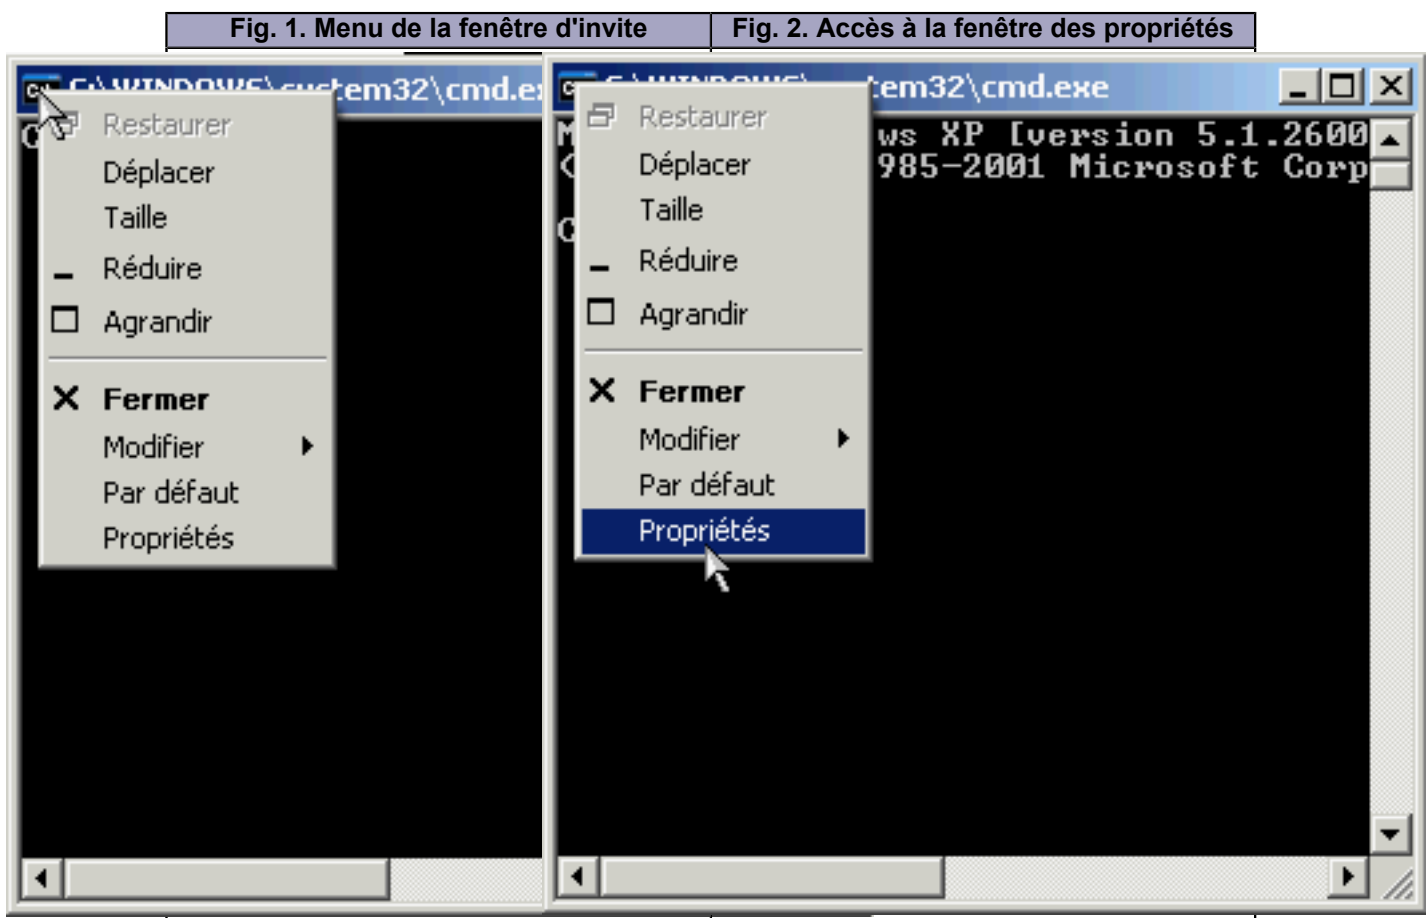 Fig. 1. Menu de la fenêtre d'invite
Fig. 2. Accès à la fenêtre des propriétés
C:\WINDOWS\system32\cmd.ex
Restaurer
Déplacer
Taille
Réduire
Agrandir
Fermer
Modifier
Par défaut
Propriétés
tem32\cmd.exe
ws XP [version 5.1.2600
985-2001 Microsoft Corp
Restaurer
Déplacer
Taille
Réduire
Agrandir
Fermer
Modifier
Par défaut
Propriétés